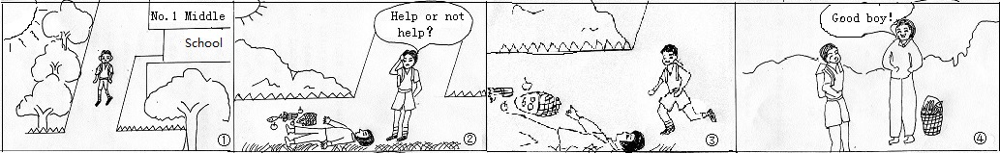 No.1 Middle
School
①
Help or not
help?
②
③
Good boy!
④